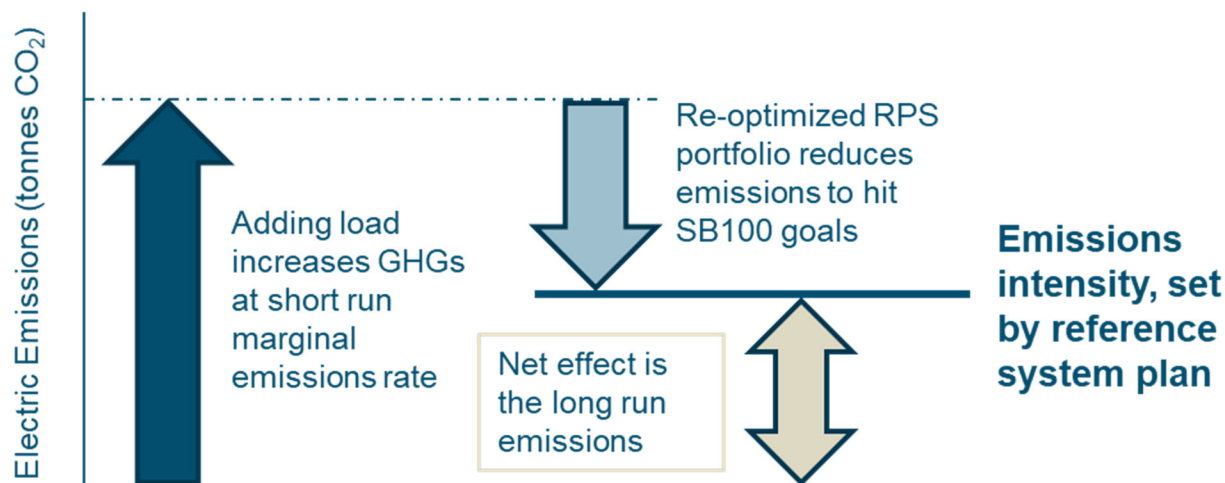 Electric Emissions (tonnes CO₂)
Adding load
increases GHGs
at short run
marginal
emissions rate
Re-optimized RPS
portfolio reduces
emissions to hit
SB100 goals
Net effect is
the long run
emissions
Emissions
intensity, set
by reference
system plan